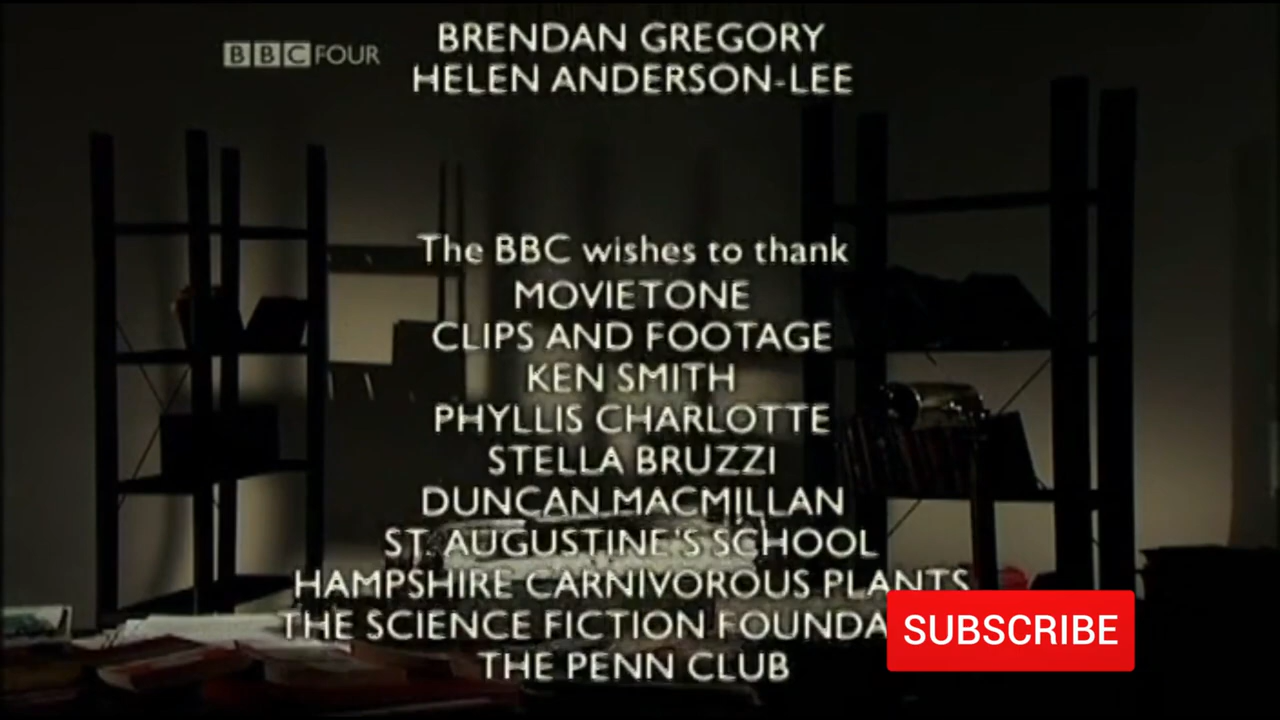 BBC FOUR
BRENDAN GREGORY
HELEN ANDERSON-LEE
The BBC wishes to thank
MOVIETONE
CLIPS AND FOOTAGE
KEN SMITH
PHYLLIS CHARLOTTE
STELLA BRUZZI
DUNCAN MACMILLAN
ST. AUGUSTINE'S SCHOOL
HAMPSHIRE CARNIVOROUS PLANTS
THE SCIENCE FICTION FOUNDA
SUBSCRIBE
THE PENN CLUB